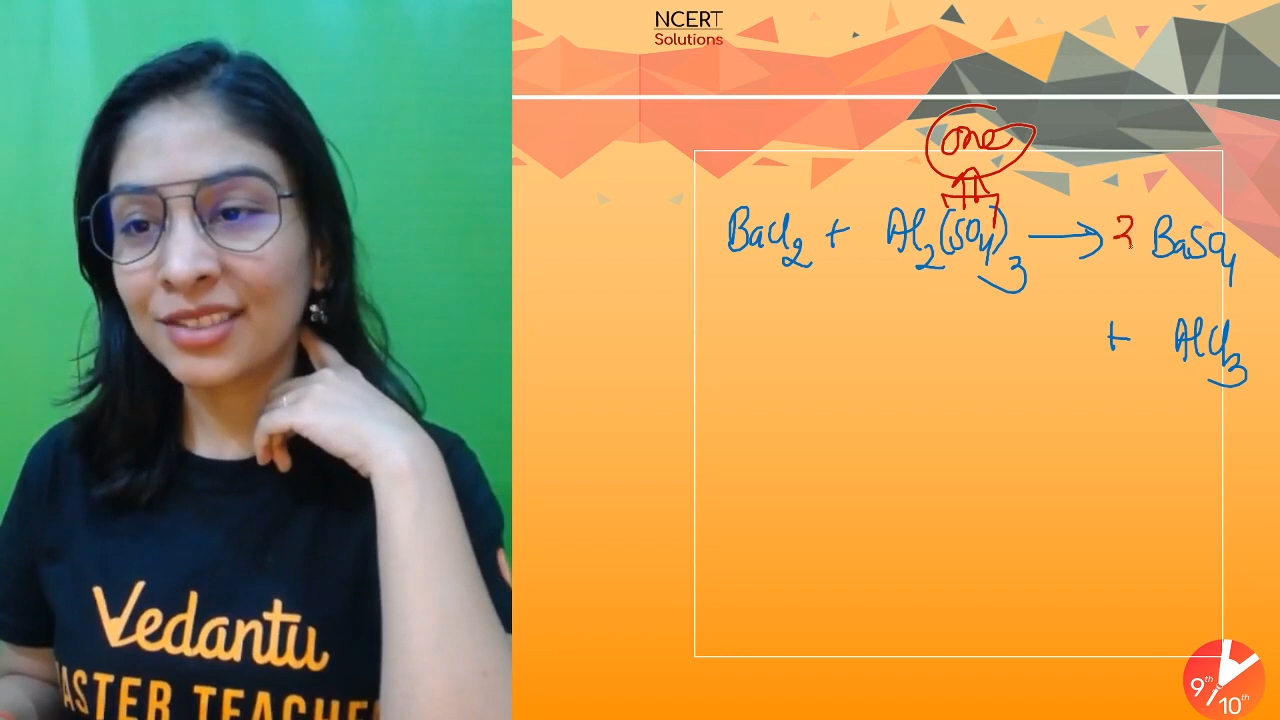 NCERT
Solutions
one
BaCl2 + Al2(SO4)3 → 3 BaSO4
+ AlCl3
Vedantu
ASTER TEACHE
9th
10th